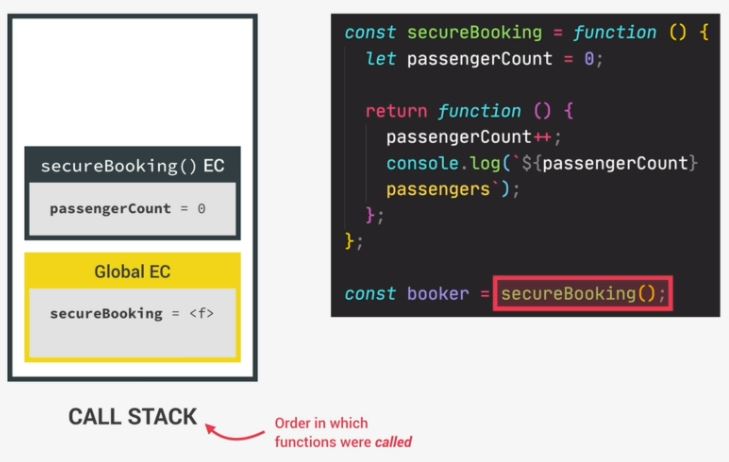 secureBooking() EC
passengerCount = 0
Global EC
secureBooking = <f>
CALL STACK
Order in which
functions were called
const secureBooking = function () {
let passengerCount = 0;
return function () {
passengerCount++;
console.log(`${passengerCount}
passengers`);
};
};
const booker = secureBooking();